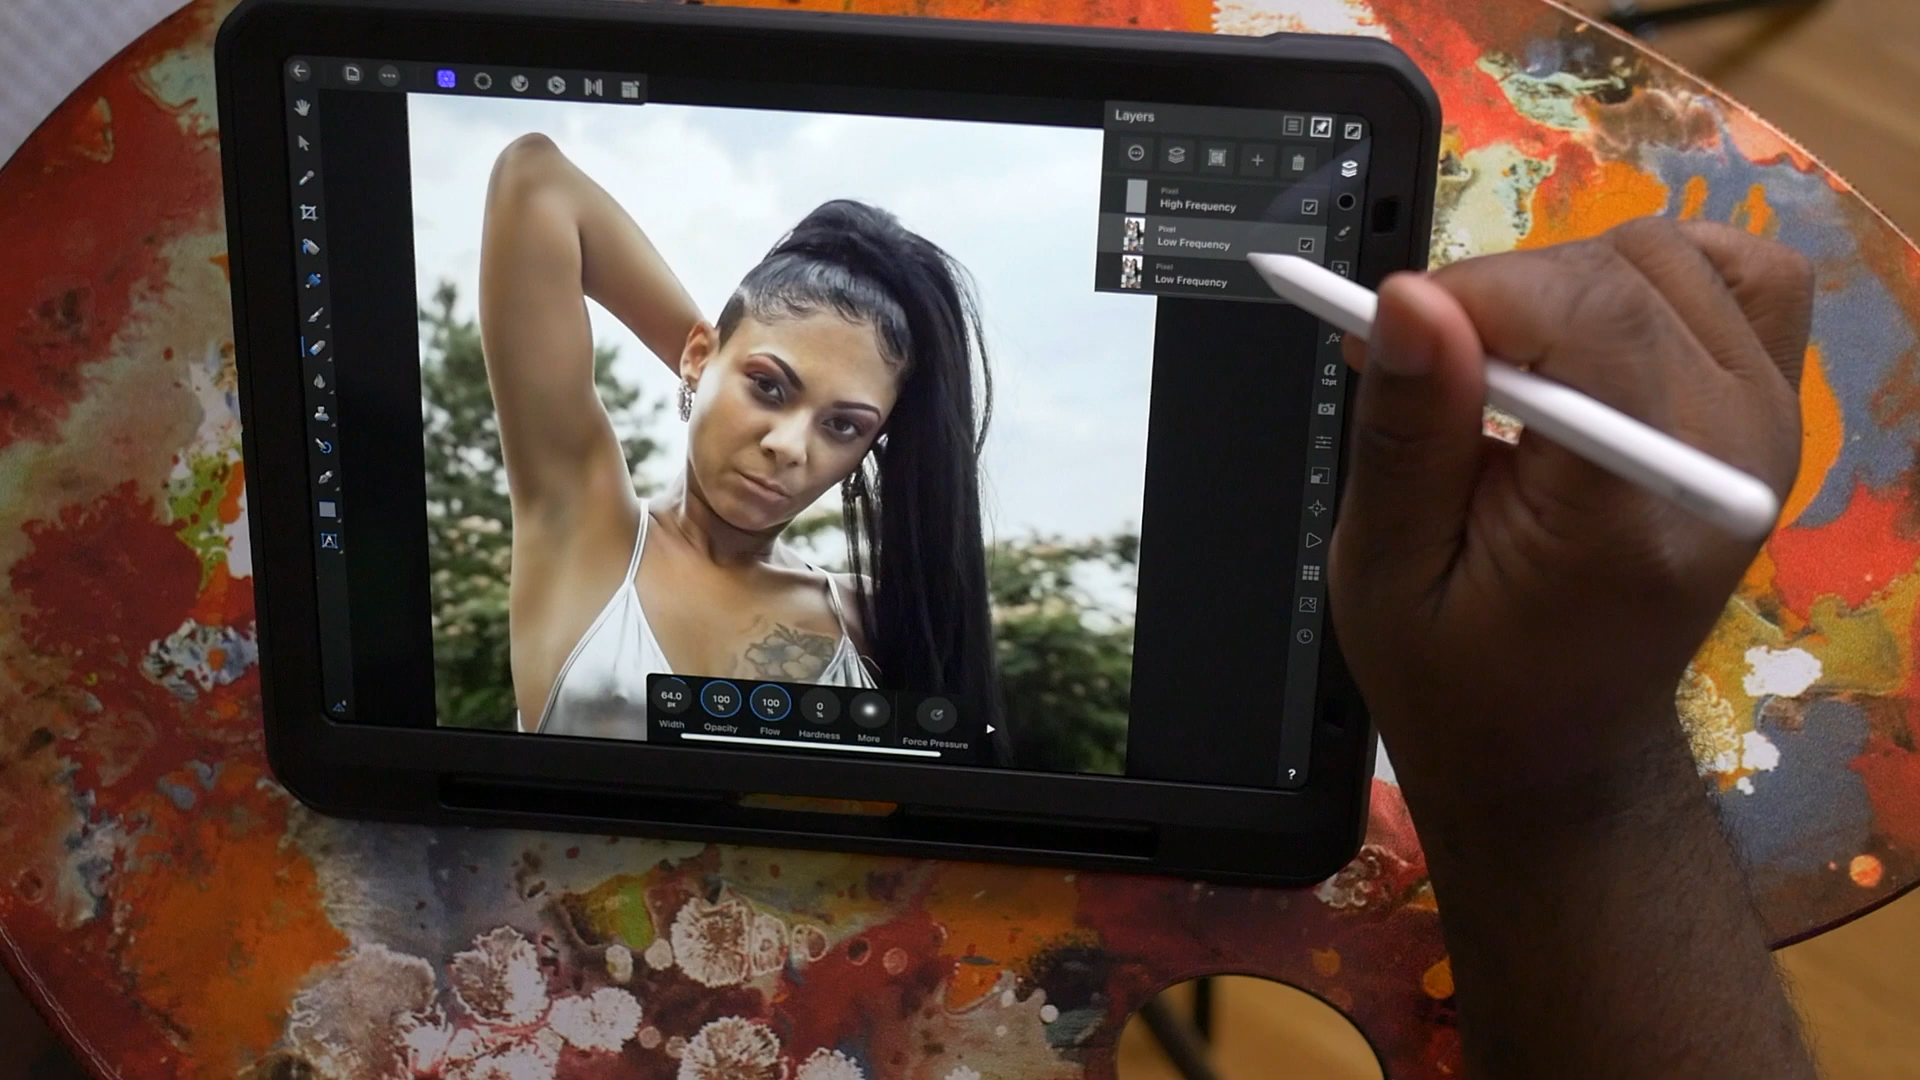 Layers
Pixel
High Frequency
Pixel
Low Frequency
Pixel
Low Frequency
fx
a
12pt
A
64.0
px
Width
100
%
Opacity
100
%
Flow
0
%
Hardness
More
Force Pressure
?